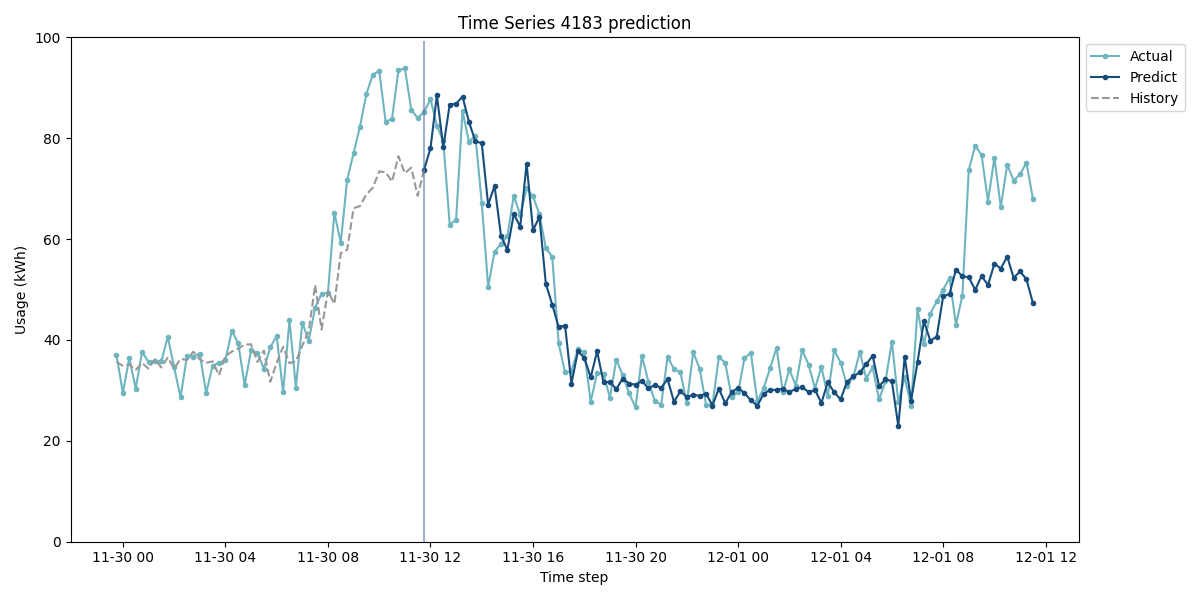 Time Series 4183 prediction
Usage (kWh)
100
80
60
40
20
0
11-30 00
11-30 04
11-30 08
11-30 12
11-30 16
11-30 20
12-01 00
12-01 04
12-01 08
12-01 12
Time step
Actual
Predict
History